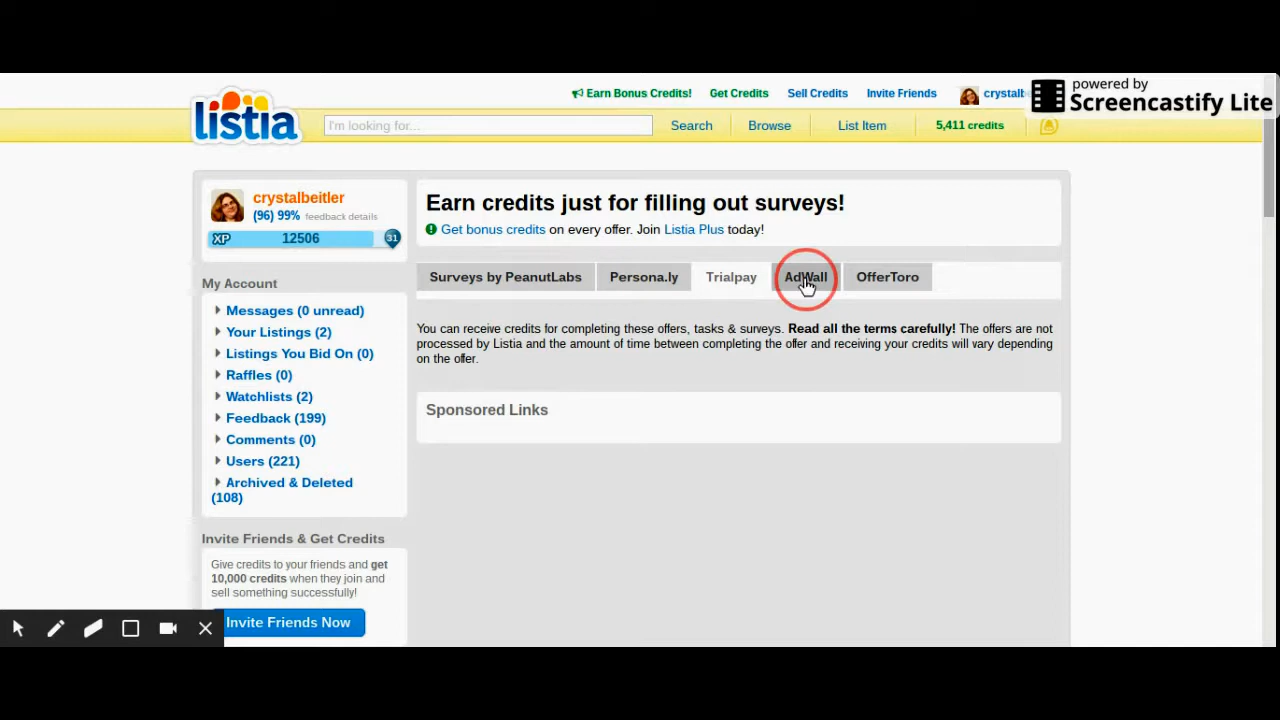 powered by
Screencastify Lite
Earn Bonus Credits! Get Credits Sell Credits Invite Friends
listia
I'm looking for... Search Browse List Item 5,411 credits
crystalbeitler
(96) 99% feedback details
XP 12506 31
Earn credits just for filling out surveys!
Get bonus credits on every offer. Join Listia Plus today!
Surveys by PeanutLabs Persona.ly Trialpay AdWall OfferToro
You can receive credits for completing these offers, tasks & surveys. Read all the terms carefully! The offers are not
processed by Listia and the amount of time between completing the offer and receiving your credits will vary depending
on the offer.
Sponsored Links
My Account
Messages (0 unread)
Your Listings (2)
Listings You Bid On (0)
Raffles (0)
Watchlists (2)
Feedback (199)
Comments (0)
Users (221)
Archived & Deleted
(108)
Invite Friends & Get Credits
Give credits to your friends and get
10,000 credits when they join and
sell something successfully!
Invite Friends Now